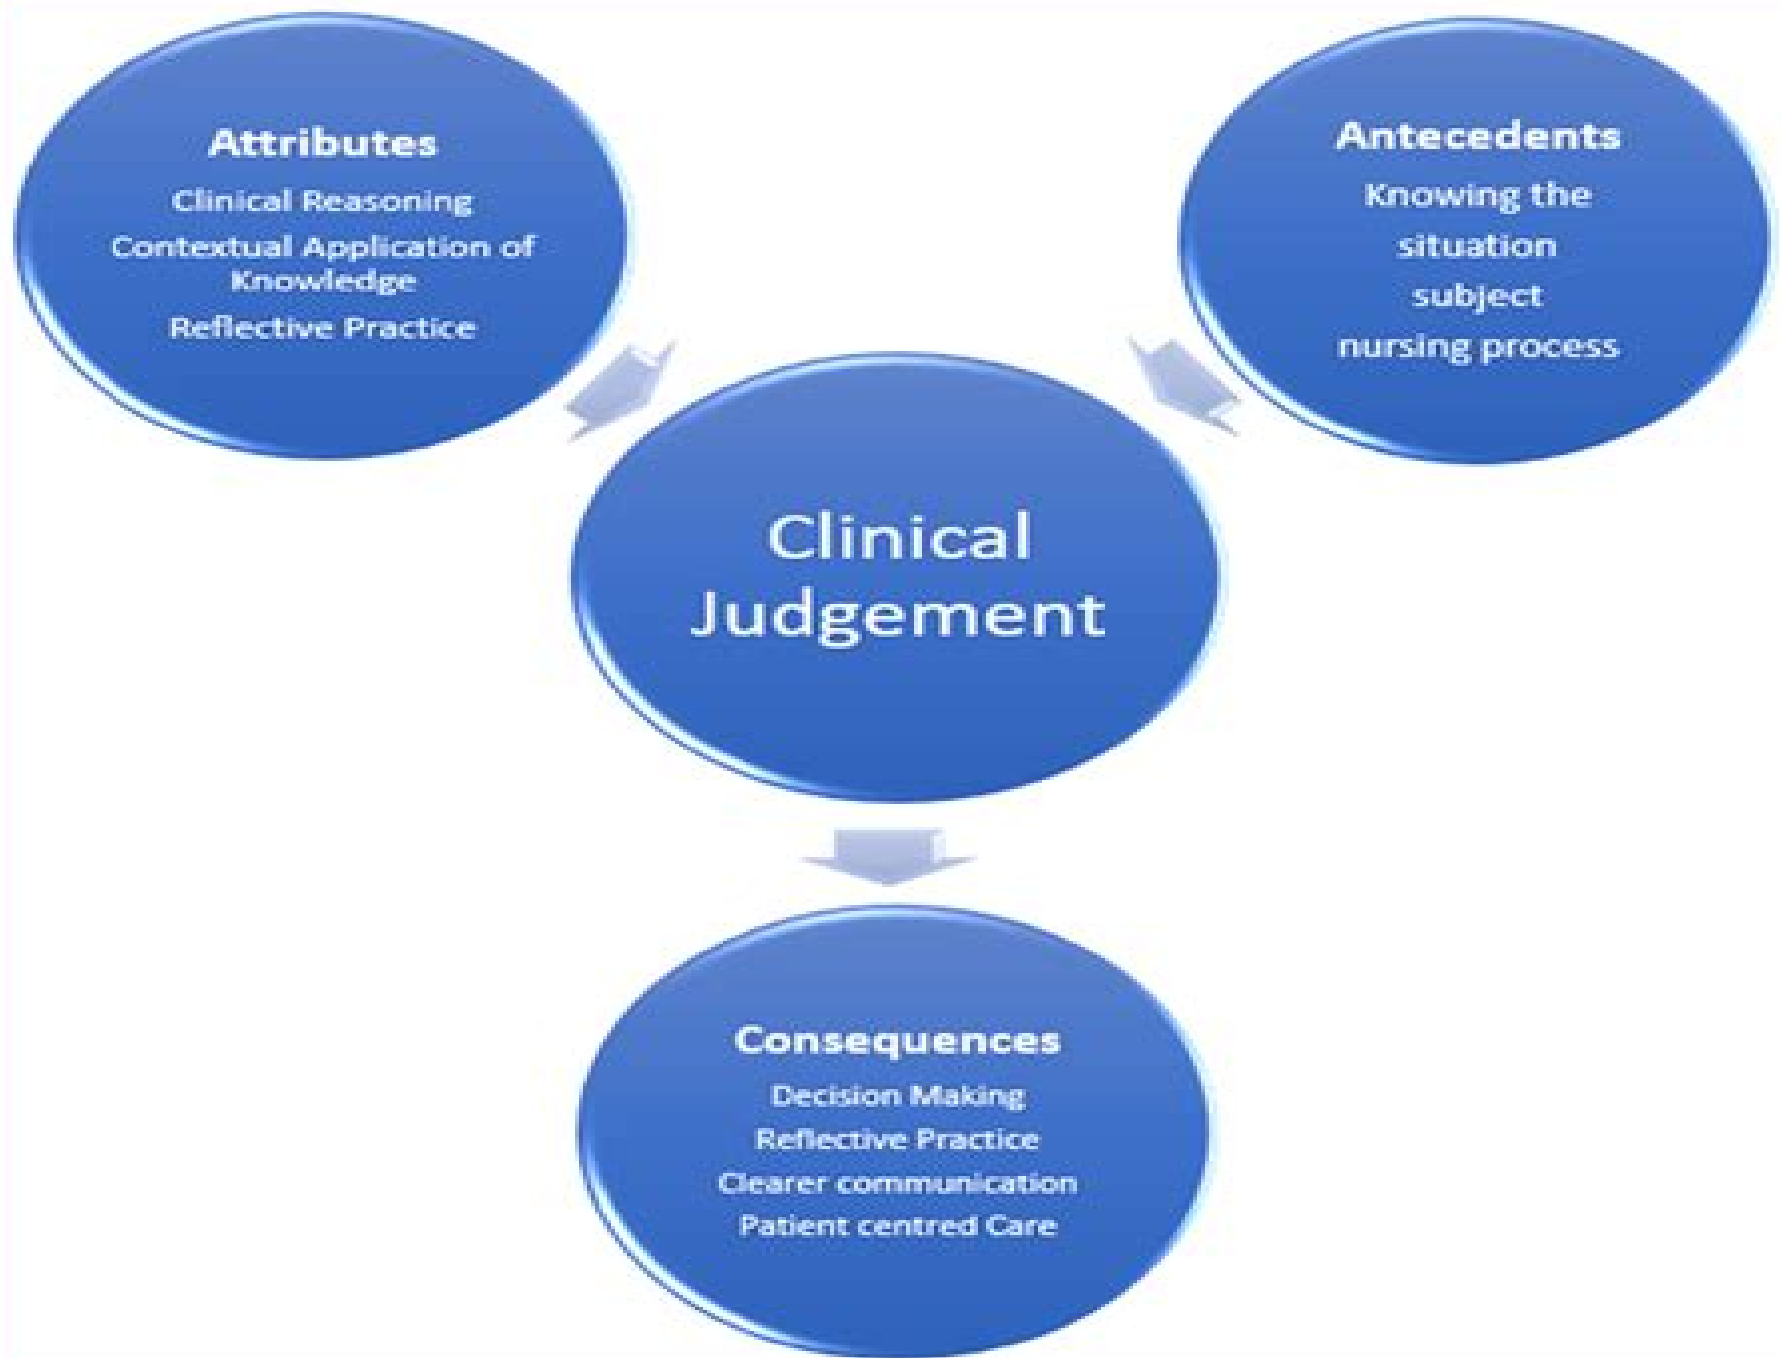 Attributes
Clinical Reasoning
Contextual Application of
Knowledge
Reflective Practice
Antecedents
Knowing the
situation
subject
nursing process
Clinical
Judgement
Consequences
Decision Making
Reflective Practice
Clearer communication
Patient centred Care